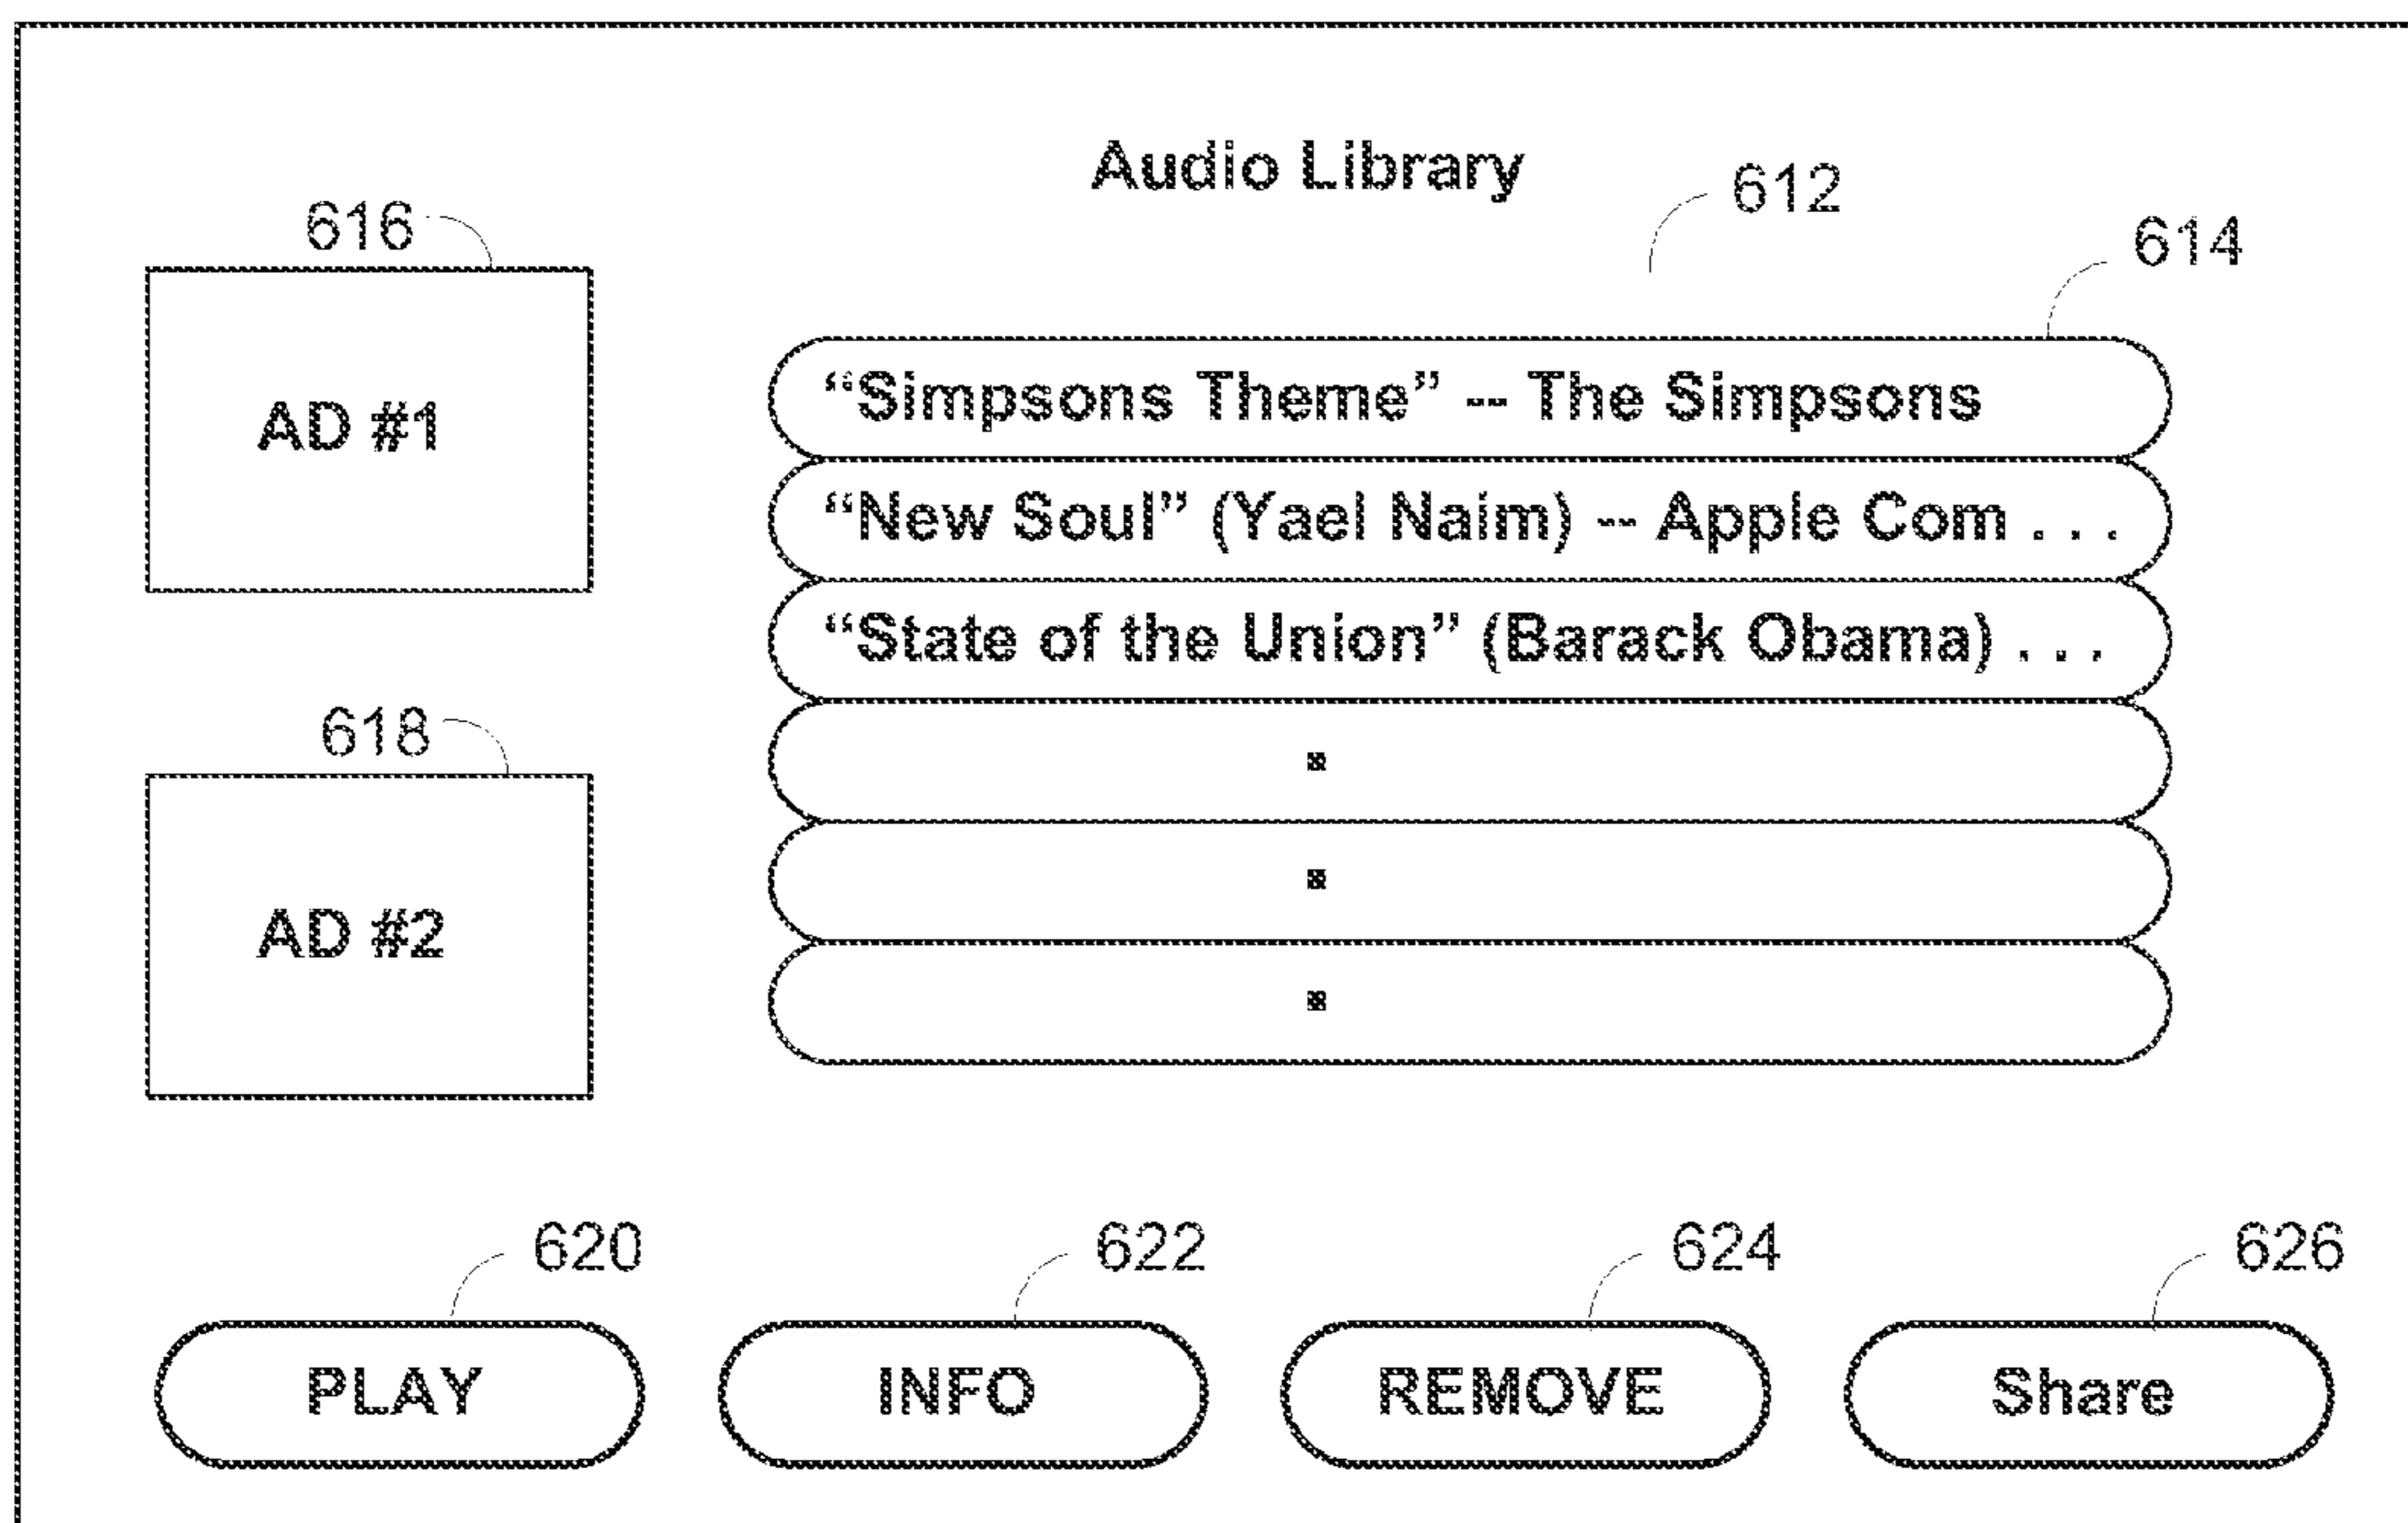 Audio Library
612
614
616
AD #1
"Simpsons Theme" -- The Simpsons
"New Soul" (Yael Naim) -- Apple Com . . .
"State of the Union" (Barack Obama) . . .
618
AD #2
620
622
624
626
PLAY
INFO
REMOVE
Share